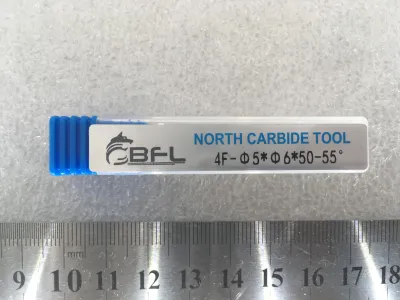 BFL
NORTH CARBIDE TOOL
4F-Φ5*Φ6*50-55°
mm
9 10 11 12 13 14 15 16 17 18